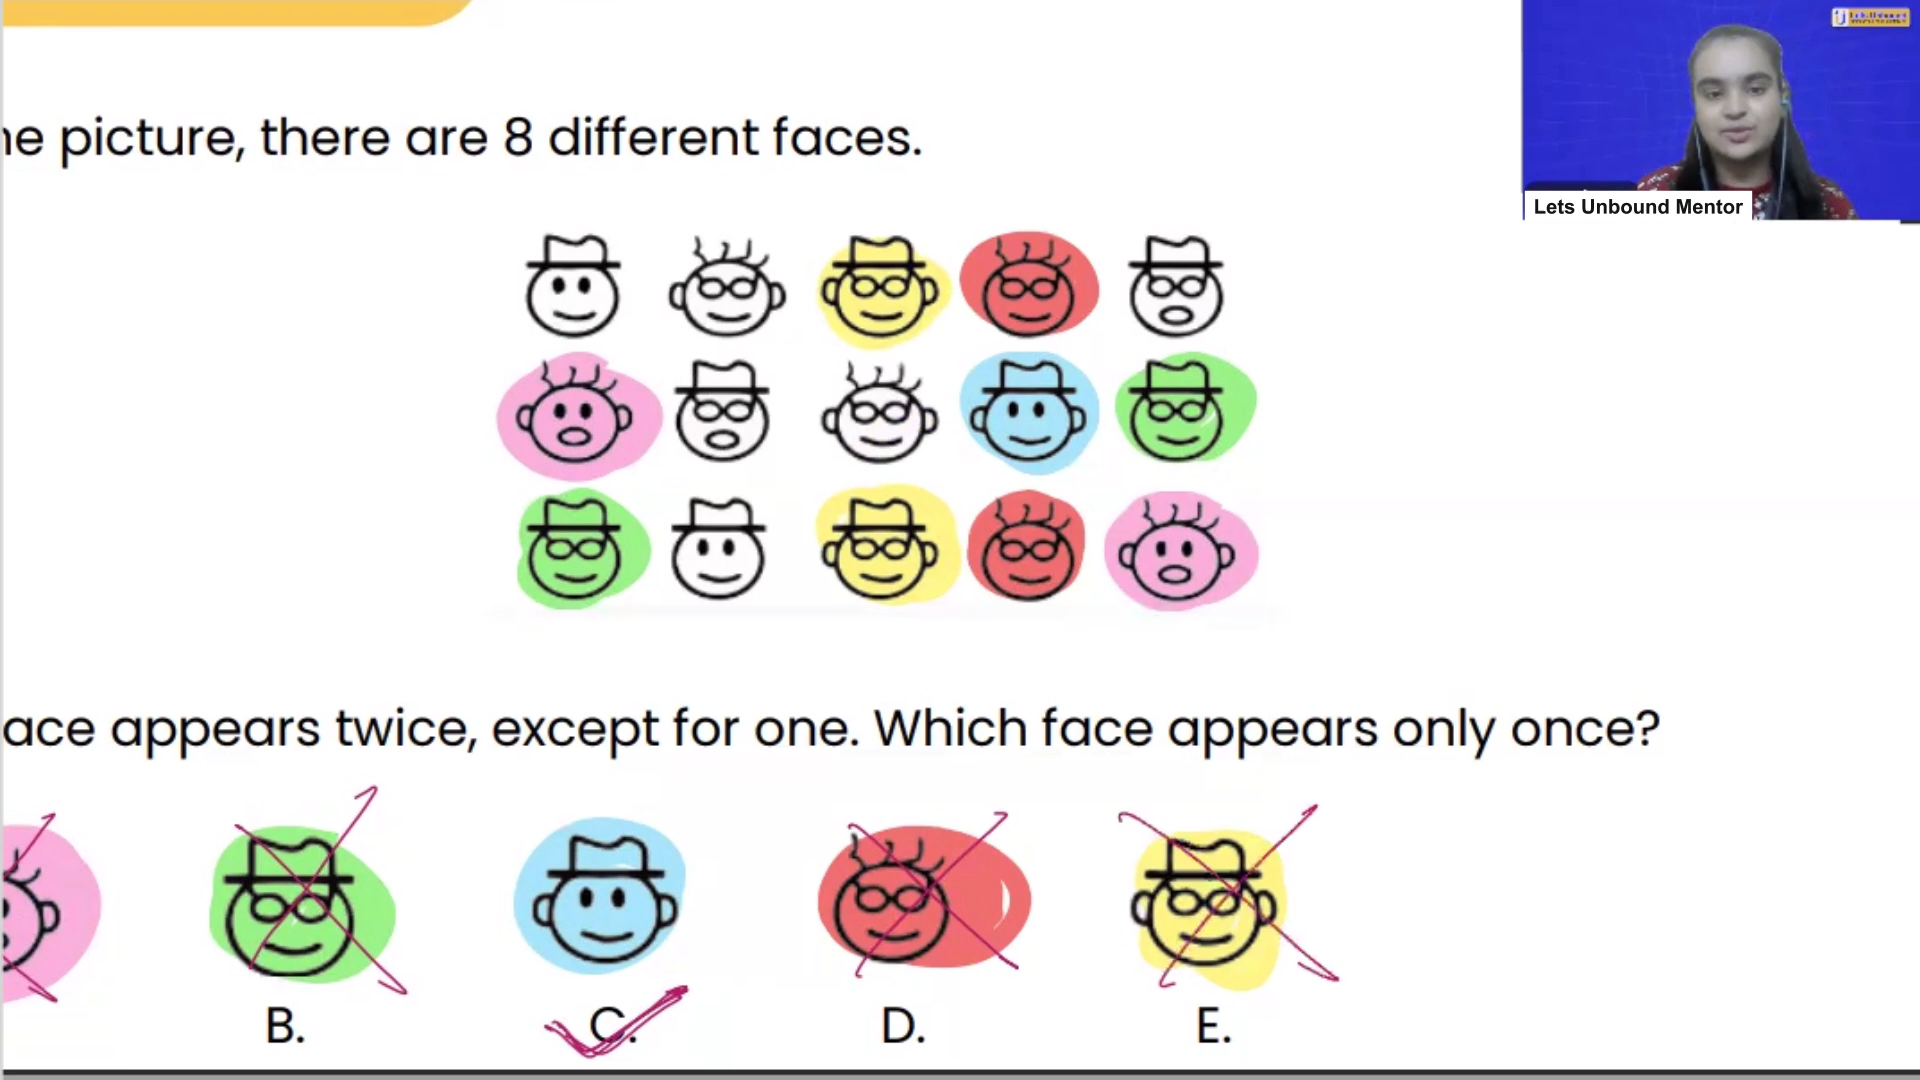 he picture, there are 8 different faces.
Lets Unbound Mentor
ace appears twice, except for one. Which face appears only once?
B.
C.
D.
E.